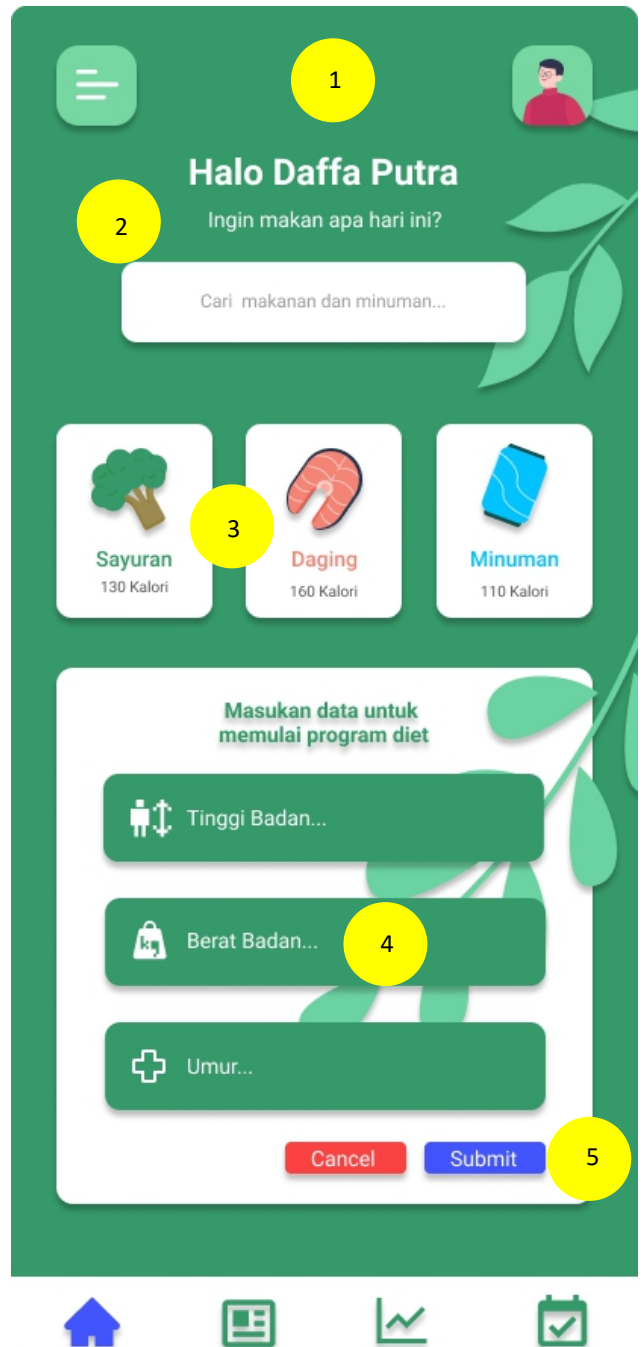 1
Halo Daffa Putra
2
Ingin makan apa hari ini?
Cari makanan dan minuman...
3
Sayuran
130 Kalori
Daging
160 Kalori
Minuman
110 Kalori
Masukan data untuk
memulai program diet
Tinggi Badan...
kg
Berat Badan...
4
Umur...
Cancel
Submit
5